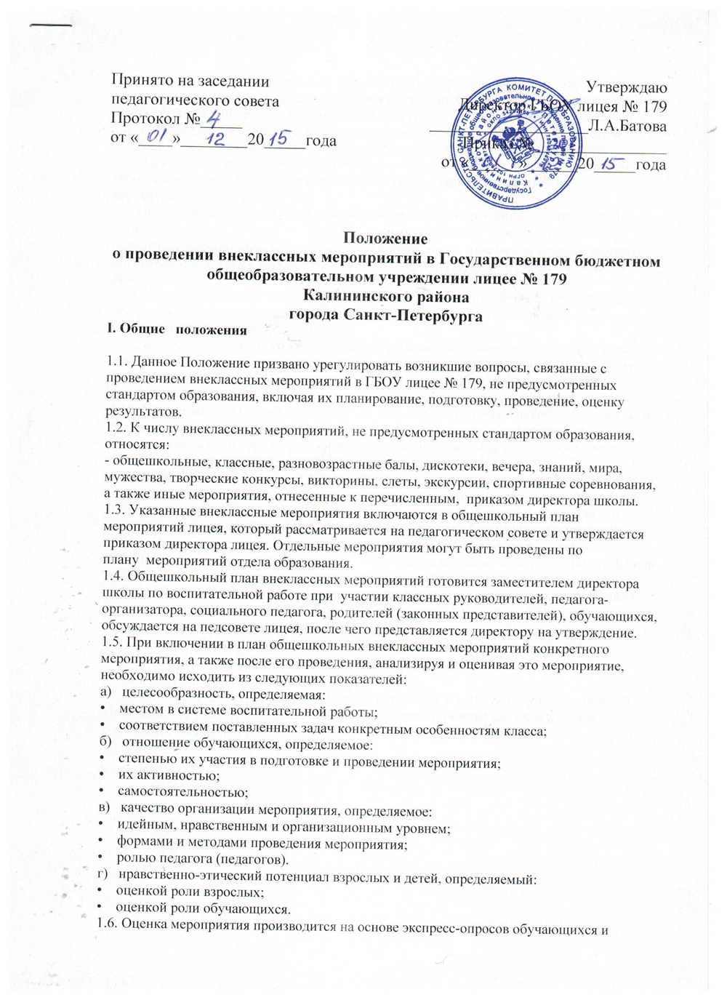 Принято на заседании
педагогического совета
Протокол № 4
от « 01 » 12 20 15 года
Утверждаю
Директор ГБОУ лицея № 179
Л.А.Батова
Приказ №
от « » 20 15 года
ПРАВИТЕЛЬСТВО САНКТ-ПЕТЕРБУРГА КОМИТЕТ ПО ОБРАЗОВАНИЮ
Положение
о проведении внеклассных мероприятий в Государственном бюджетном
общеобразовательном учреждении лицее № 179
Калининского района
города Санкт-Петербурга
I. Общие положения
1.1. Данное Положение призвано урегулировать возникшие вопросы, связанные с
проведением внеклассных мероприятий в ГБОУ лицее № 179, не предусмотренных
стандартом образования, включая их планирование, подготовку, проведение, оценку
результатов.
1.2. К числу внеклассных мероприятий, не предусмотренных стандартом образования,
относятся:
- общешкольные, классные, разновозрастные балы, дискотеки, вечера, знаний, мира,
мужества, творческие конкурсы, викторины, слеты, экскурсии, спортивные соревнования,
а также иные мероприятия, отнесенные к перечисленным, приказом директора школы.
1.3. Указанные внеклассные мероприятия включаются в общешкольный план
мероприятий лицея, который рассматривается на педагогическом совете и утверждается
приказом директора лицея. Отдельные мероприятия могут быть проведены по
плану мероприятий отдела образования.
1.4. Общешкольный план внеклассных мероприятий готовится заместителем директора
школы по воспитательной работе при участии классных руководителей, педагога-
организатора, социального педагога, родителей (законных представителей), обучающихся,
обсуждается на педсовете лицея, после чего представляется директору на утверждение.
1.5. При включении в план общешкольных внеклассных мероприятий конкретного
мероприятия, а также после его проведения, анализируя и оценивая это мероприятие,
необходимо исходить из следующих показателей:
а) целесообразность, определяемая:
• местом в системе воспитательной работы;
• соответствием поставленных задач конкретным особенностям класса;
б) отношение обучающихся, определяемое:
• степенью их участия в подготовке и проведении мероприятия;
• их активностью;
• самостоятельностью;
в) качество организации мероприятия, определяемое:
• идейным, нравственным и организационным уровнем;
• формами и методами проведения мероприятия;
• ролью педагога (педагогов).
г) нравственно-этический потенциал взрослых и детей, определяемый:
• оценкой роли взрослых;
• оценкой роли обучающихся.
1.6. Оценка мероприятия производится на основе экспресс-опросов обучающихся и